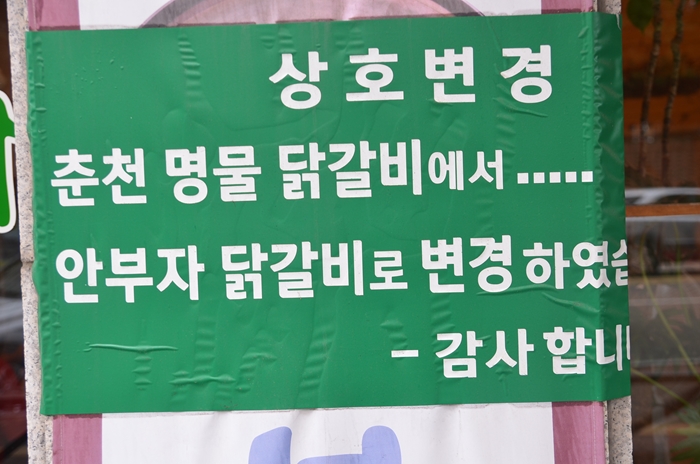 상호변경
춘천 명물 닭갈비에서.....
안부자 닭갈비로 변경하였습
- 감사합니